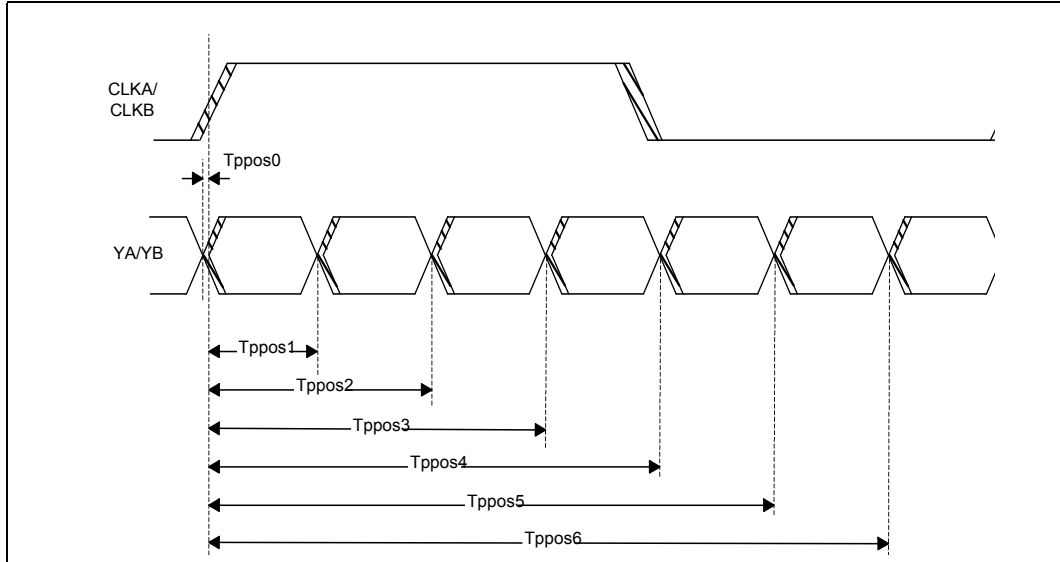 CLKA/
CLKB
Tppos0
YA/YB
Tppos1
Tppos2
Tppos3
Tppos4
Tppos5
Tppos6